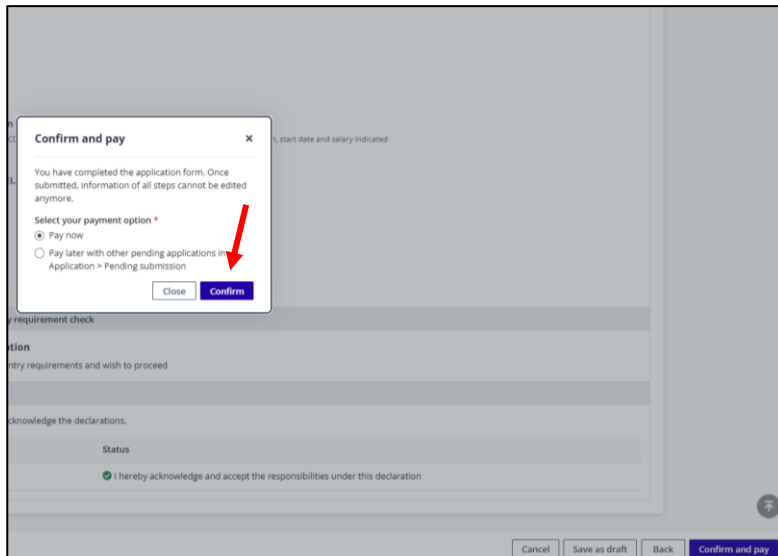 n
Confirm and pay
, start date and salary indicated
You have completed the application form. Once
submitted, information of all steps cannot be edited
anymore.
Select your payment option *
Pay now
Pay later with other pending applications in
Application > Pending submission
Close
Confirm
y requirement check
ation
ntry requirements and wish to proceed
cknowledge the declarations.
Status
I hereby acknowledge and accept the responsibilities under this declaration
Cancel
Save as draft
Back
Confirm and pay